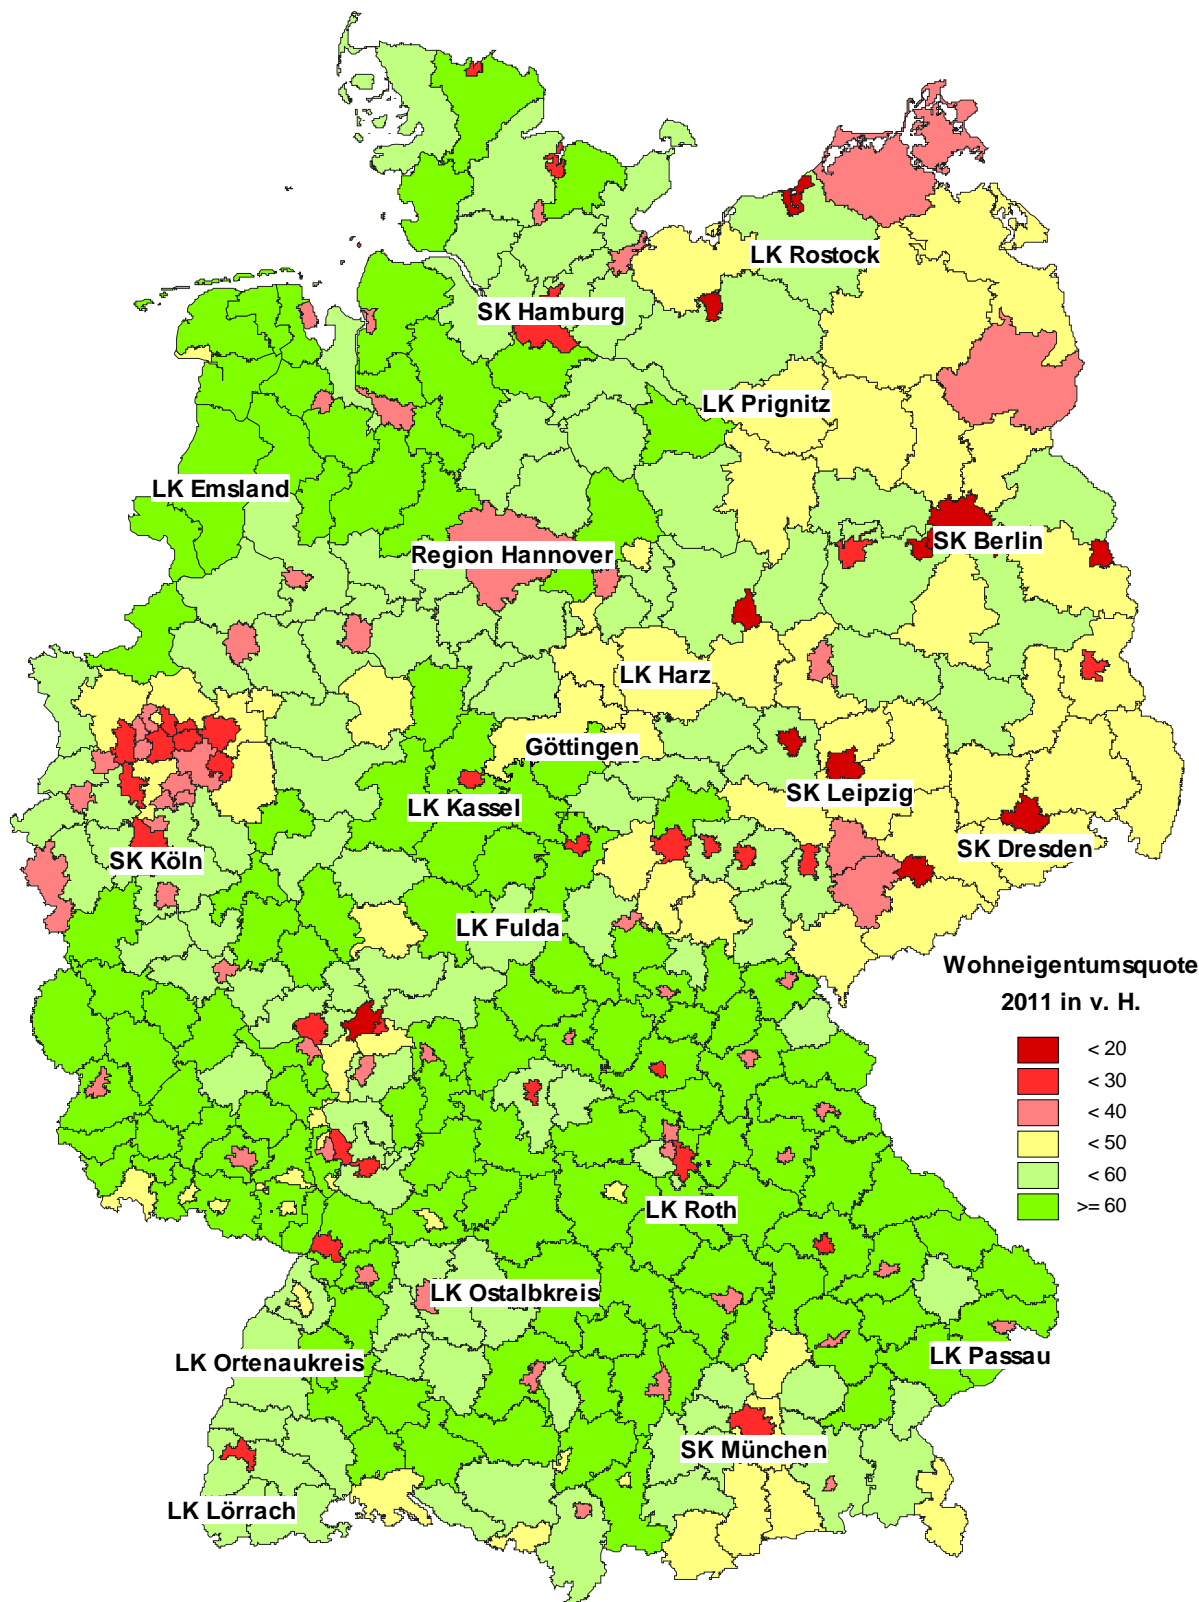 LK Rostock
SK Hamburg
LK Prignitz
LK Emsland
SK Berlin
Region Hannover
LK Harz
Göttingen
SK Leipzig
LK Kassel
SK Köln
SK Dresden
LK Fulda
Wohneigentumsquote
2011 in v. H.
< 20
< 30
< 40
< 50
< 60
>= 60
LK Roth
LK Ostalbkreis
LK Ortenaukreis
LK Passau
SK München
LK Lörrach